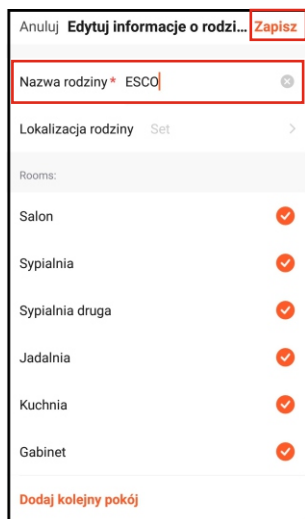 Anuluj Edytuj informacje o rodzi... Zapisz
Nazwa rodziny * ESCO
Lokalizacja rodziny Set
Rooms:
Salon
Sypialnia
Sypialnia druga
Jadalnia
Kuchnia
Gabinet
Dodaj kolejny pokój